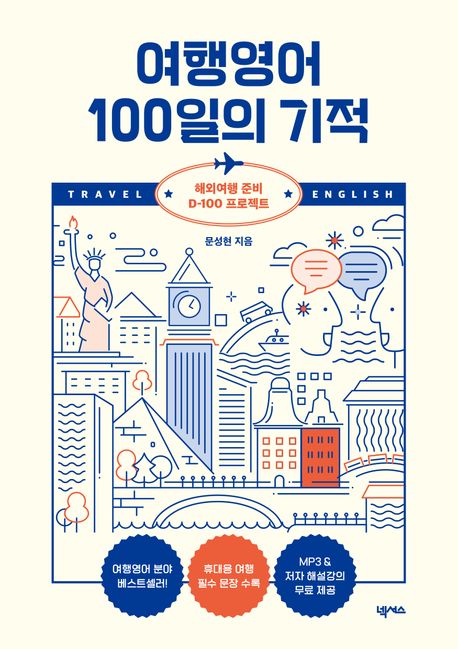 여행영어
100일의 기적
해외여행 준비
D-100 프로젝트
TRAVEL
ENGLISH
문성현 지음
여행영어 분야
베스트셀러!
휴대용 여행
필수 문장 수록
MP3 &
저자 해설강의
무료 제공
넥서스